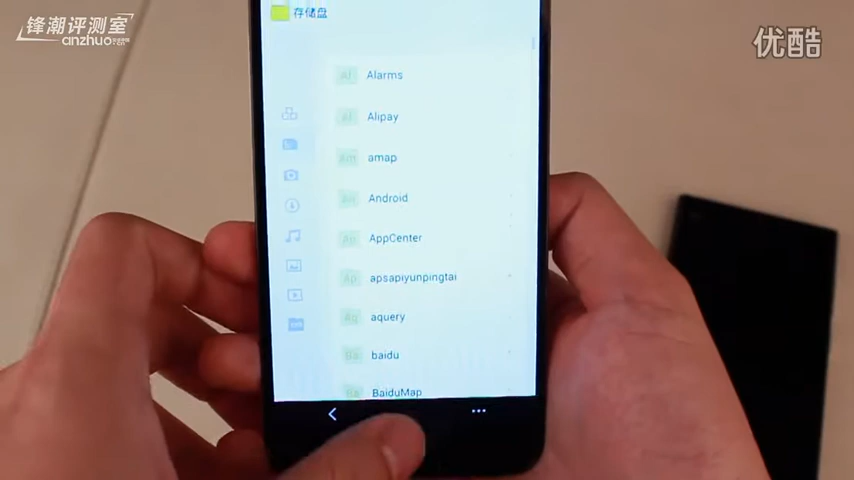 锋潮评测室
anzhuo.cn
优酷
存储盘
Al Alarms
Al Alipay
Am amap
An Android
Ap AppCenter
Ap apsapiyunpingtai
Aq aquery
Ba baidu
Ba BaiduMap